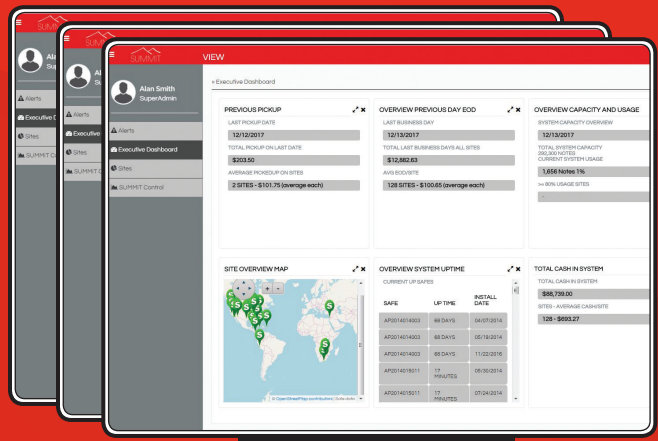 SUMMIT
VIEW
Alan Smith
SuperAdmin
Alerts
Executive Dashboard
Sites
SUMMIT Control
» Executive Dashboard
PREVIOUS PICKUP
LAST PICKUP DATE
12/12/2017
TOTAL PICKUP ON LAST DATE
$203.50
AVERAGE PICKEDUP ON SITES
2 SITES - $101.75 (average each)
OVERVIEW PREVIOUS DAY EOD
LAST BUSINESS DAY
12/13/2017
TOTAL LAST BUSINESS DAYS ALL SITES
$12,882.63
AVG EOD/SITE
128 SITES - $100.65 (average each)
OVERVIEW CAPACITY AND USAGE
SYSTEM CAPACITY OVERVIEW
12/13/2017
TOTAL SYSTEM CAPACITY
292,300 NOTES
CURRENT SYSTEM USAGE
1,656 Notes 1%
>= 80% USAGE SITES
-
SITE OVERVIEW MAP
+ -
© OpenStreetMap contributors
OVERVIEW SYSTEM UPTIME
CURRENT UP SAFES
SAFE UP TIME INSTALL DATE
AP2014014003 68 DAYS 04/07/2014
AP2014014003 68 DAYS 05/18/2014
AP2014014003 68 DAYS 11/22/2016
AP2014015011 17 MINUTES 05/30/2014
AP2014015011 17 MINUTES 07/24/2014
TOTAL CASH IN SYSTEM
TOTAL CASH IN SYSTEM
$88,739.00
SITES - AVERAGE CASH/SITE
128 - $693.27